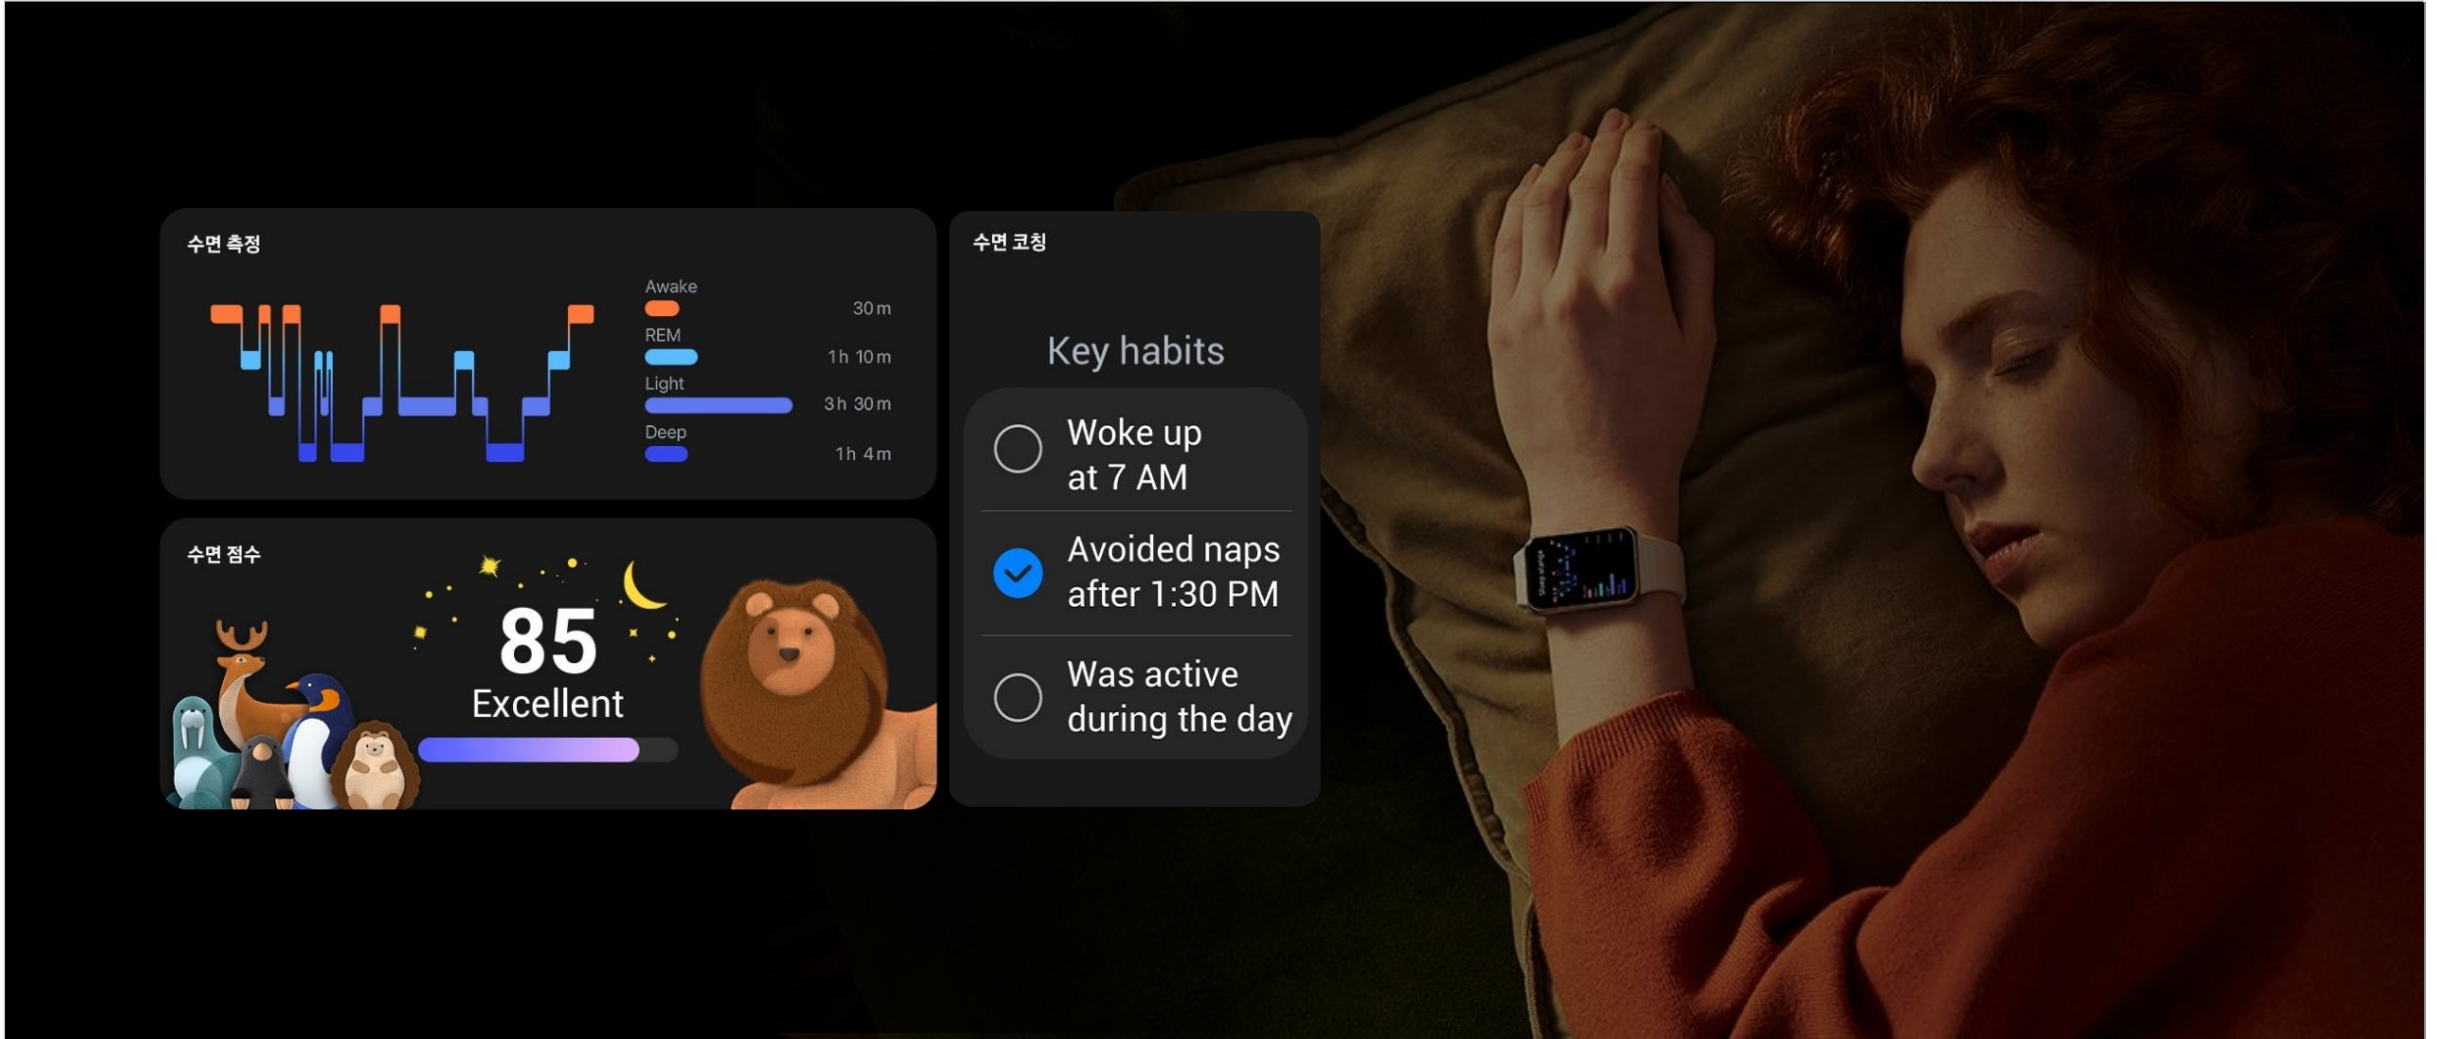 수면 측정
Awake
30 m
REM
1h 10 m
Light
3h 30 m
Deep
1h 4 m
수면 점수
85
Excellent
수면 코칭
Key habits
Woke up
at 7 AM
Avoided naps
after 1:30 PM
Was active
during the day
Sleep stage